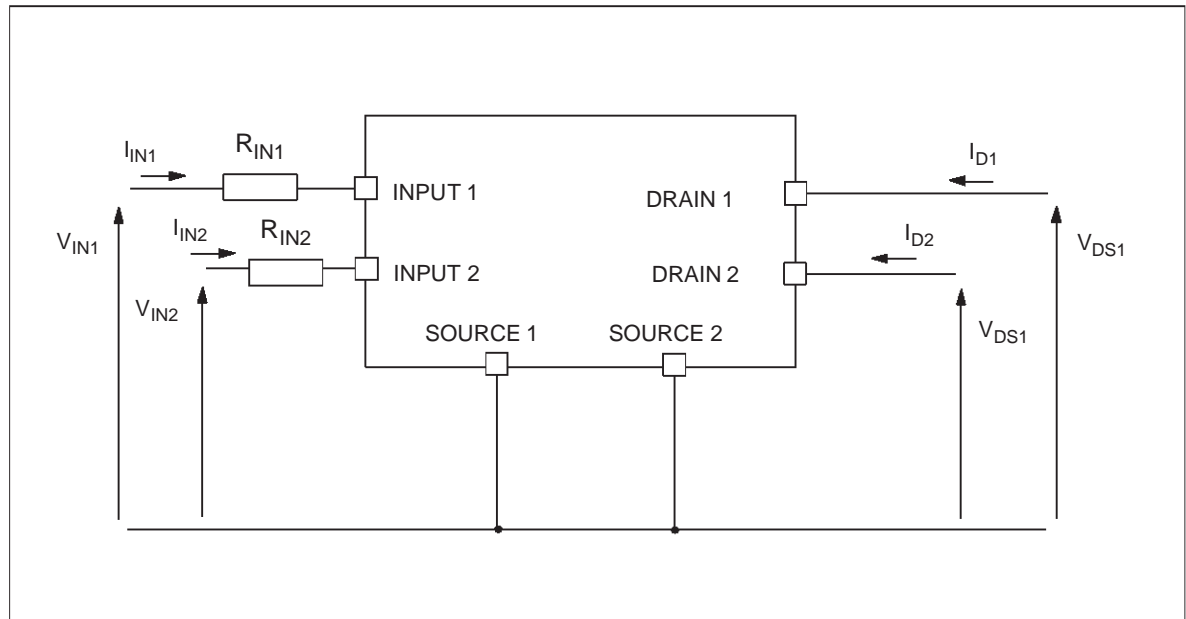 R_IN1
I_IN1
I_D1
INPUT 1
DRAIN 1
I_IN2
R_IN2
I_D2
V_IN1
V_DS1
INPUT 2
DRAIN 2
V_IN2
SOURCE 1
SOURCE 2
V_DS1